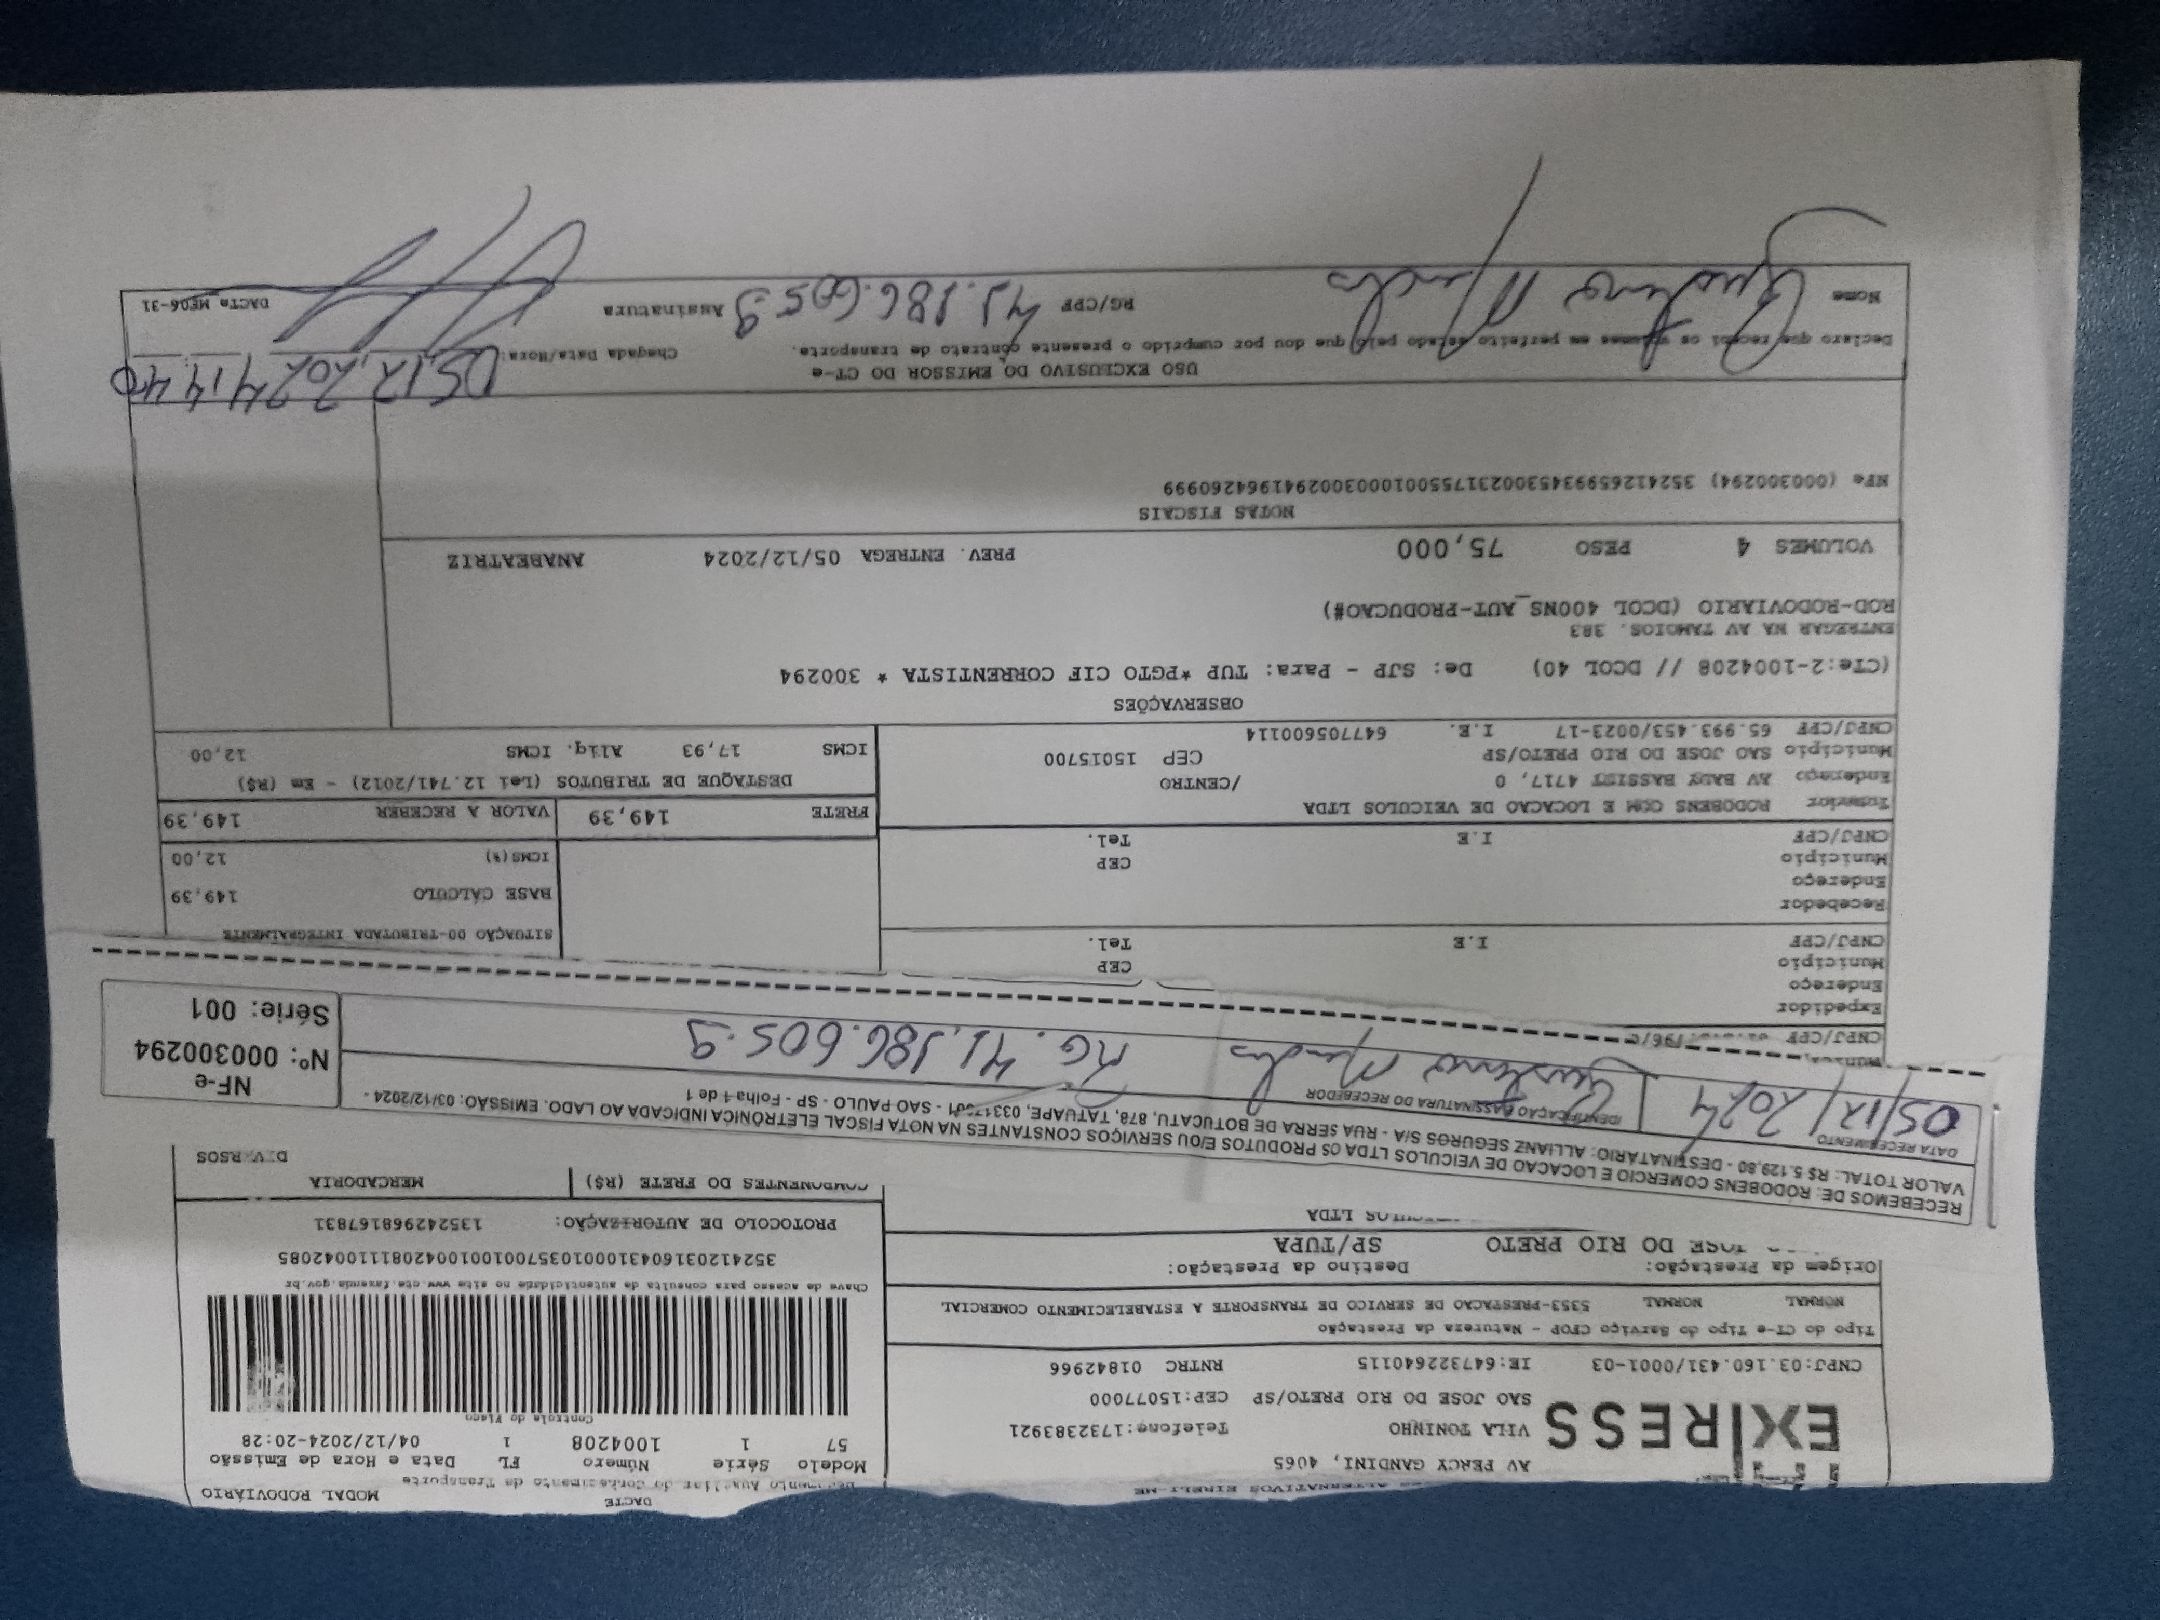 DACTE
MODAL RODOVIÁRIO
Documento Auxiliar do Conhecimento de Transporte
EX RESS
AV PERCY GANDINI, 4065
VILA TONINHO Telefone:1732383921
SAO JOSE DO RIO PRETO/SP CEP:15077000
CNPJ:03.160.431/0001-03 IE:647322640115 RNTRC 01842966
Modelo Série Número FL Data e Hora de Emissão
57 1 1004208 1 04/12/2024-20:28
Controle do Fisco
Tipo do CT-e Tipo do Serviço CFOP - Natureza da Prestação
NORMAL NORMAL 5353-PRESTACAO DE SERVICO DE TRANSPORTE A ESTABELECIMENTO COMERCIAL
Chave de acesso para consulta de autenticidade no site www.cte.fazenda.gov.br
35241203160431000103570010010042081110042085
Origem da Prestação: Destino da Prestação:
JOSE DO RIO PRETO SP/TUPA
PROTOCOLO DE AUTORIZAÇÃO: 135242968167831
LTDA
COMPONENTES DO FRETE (R$) MERCADORIA
DIVERSOS
RECEBEMOS DE: RODOBENS COMERCIO E LOCACAO DE VEICULOS LTDA OS PRODUTOS E/OU SERVIÇOS CONSTANTES NA NOTA FISCAL ELETRÔNICA INDICADA AO LADO. EMISSÃO: 03/12/2024 -
VALOR TOTAL: R$ 5.129,80 - DESTINATÁRIO: ALLIANZ SEGUROS S/A - RUA SERRA DE BOTUCATU, 878, TATUAPE, - SAO PAULO - SP - Folha 1 de 1
DATA RECEBIMENTO IDENTIFICAÇÃO E ASSINATURA DO RECEBEDOR
05/12/2024 Gustavo Mendes RG. 41.186.605-9
NF-e
Nº: 000300294
Série: 001
CNPJ/CPF
Expedidor
Endereço
Município CEP
CNPJ/CPF I.E Tel.
SITUAÇÃO 00-TRIBUTADA INTEGRALMENTE
Recebedor
Endereço
Município CEP
CNPJ/CPF I.E Tel.
BASE CÁLCULO 149,39
ICMS(%) 12,00
Tomador RODOBENS COM E LOCACAO DE VEICULOS LTDA
Endereço AV BADY BASSIST 4717, 0 /CENTRO
Município SAO JOSE DO RIO PRETO/SP CEP 15015700
CNPJ/CPF 65.993.453/0023-17 I.E. 647705600114
FRETE 149,39 VALOR A RECEBER 149,39
DESTAQUE DE TRIBUTOS (Lei 12.741/2012) - Em (R$)
ICMS 17,93 Aliq. ICMS 12,00
OBSERVAÇÕES
(CTe:2-1004208 // DCOL 40) De: SJP - Para: TUP *PGTO CIF CORRENTISTA * 300294
ENTREGAR NA AV TAMOIOS. 383
ROD-RODOVIARIO (DCOL 400NS_AUT-PRODUCAO#)
VOLUMES 4 PESO 75,000 PREV. ENTREGA 05/12/2024 ANABEATRIZ
NOTAS FISCAIS
NFe (000300294) 35241265993453002317550010003002941964260999
USO EXCLUSIVO DO EMISSOR DO CT-e
Declaro que recebi os volumes em perfeito estado pelo que dou por cumprido o presente contrato de transporte. Chegada Data/Hora: 05/12/2024 14:40
Nome Gustavo Mendes RG/CPF 41.186.605-9 Assinatura
DACTe ME06-31